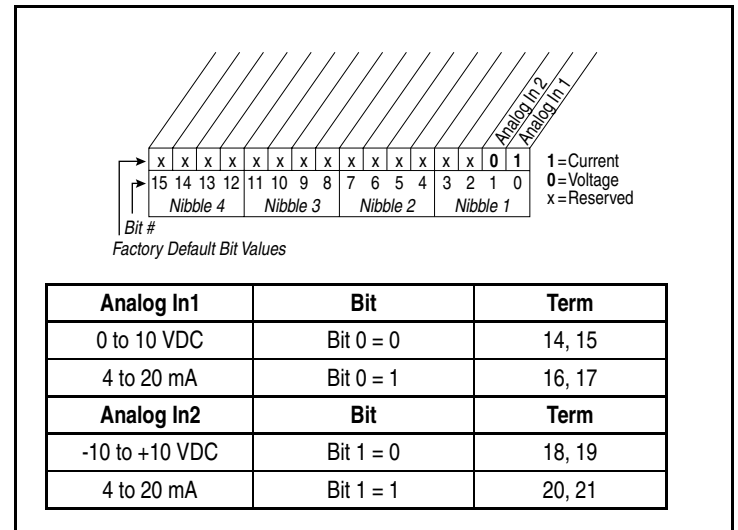 Analog In 2
Analog In 1
x x x x x x x x x x x x x x 0 1
1 = Current
15 14 13 12 11 10 9 8 7 6 5 4 3 2 1 0
0 = Voltage
Nibble 4 Nibble 3 Nibble 2 Nibble 1
x = Reserved
Bit #
Factory Default Bit Values
Analog In1 Bit Term
0 to 10 VDC Bit 0 = 0 14, 15
4 to 20 mA Bit 0 = 1 16, 17
Analog In2 Bit Term
-10 to +10 VDC Bit 1 = 0 18, 19
4 to 20 mA Bit 1 = 1 20, 21